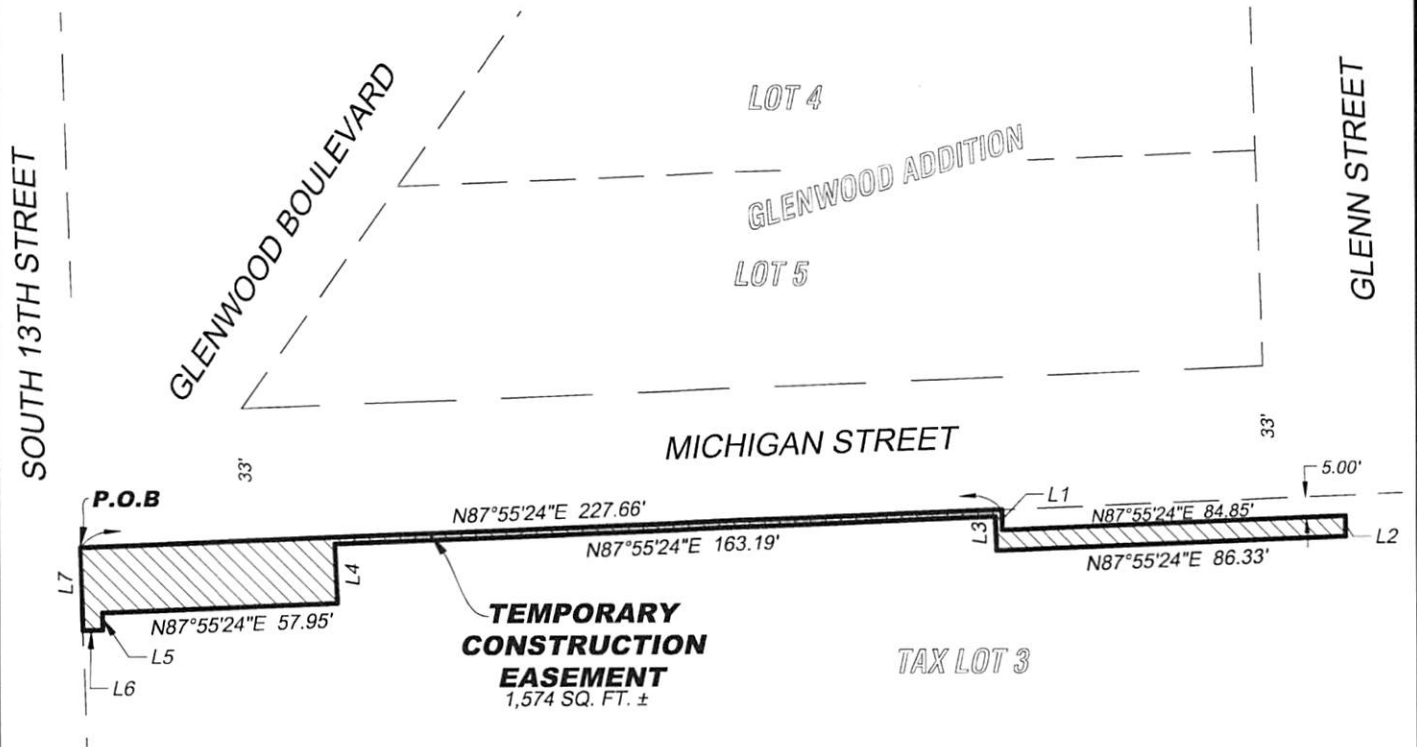 SOUTH 13TH STREET
GLENWOOD BOULEVARD
LOT 4
GLENWOOD ADDITION
LOT 5
GLENN STREET
MICHIGAN STREET
33'
33'
5.00'
P.O.B
N87°55'24"E 227.66'
L1
N87°55'24"E 84.85'
L2
N87°55'24"E 163.19'
L3
N87°55'24"E 86.33'
L4
L7
N87°55'24"E 57.95'
L5
L6
TEMPORARY
CONSTRUCTION
EASEMENT
1,574 SQ. FT. ±
TAX LOT 3